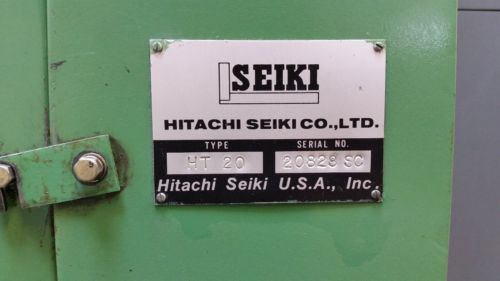 SEIKI
HITACHI SEIKI CO.,LTD.
TYPE SERIAL NO.
HT 20 20828 SC
Hitachi Seiki U.S.A., Inc.